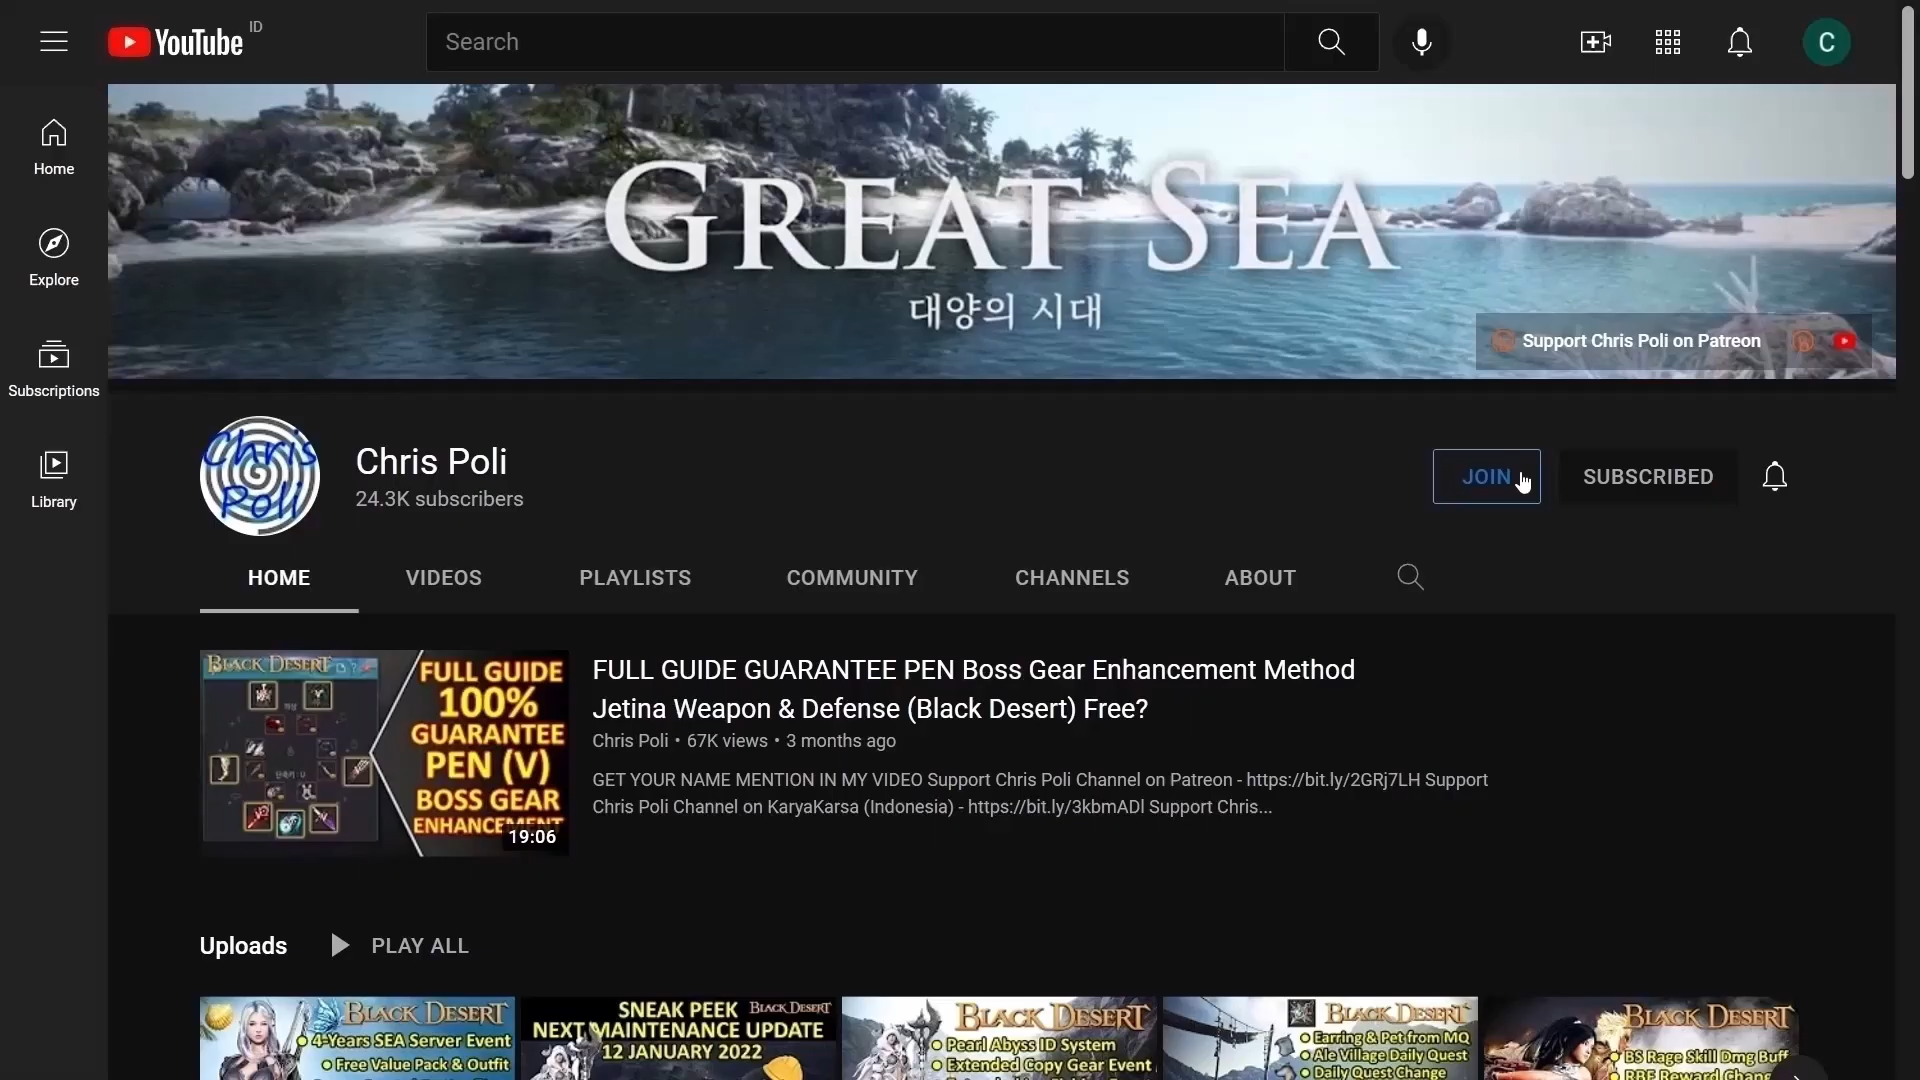 YouTube ID
Search
C
Home
Explore
Subscriptions
Library
GREAT SEA
대양의 시대
Support Chris Poli on Patreon
Chris Poli
Chris Poli
24.3K subscribers
JOIN
SUBSCRIBED
HOME VIDEOS PLAYLISTS COMMUNITY CHANNELS ABOUT
BLACK DESERT
FULL GUIDE
100%
GUARANTEE
PEN (V)
BOSS GEAR
ENHANCEMENT
19:06
FULL GUIDE GUARANTEE PEN Boss Gear Enhancement Method
Jetina Weapon & Defense (Black Desert) Free?
Chris Poli • 67K views • 3 months ago
GET YOUR NAME MENTION IN MY VIDEO Support Chris Poli Channel on Patreon - https://bit.ly/2GRj7LH Support
Chris Poli Channel on KaryaKarsa (Indonesia) - https://bit.ly/3kbmADl Support Chris...
Uploads PLAY ALL
BLACK DESERT
4-Years SEA Server Event
Free Value Pack & Outfit
SNEAK PEEK BLACK DESERT
NEXT MAINTENANCE UPDATE
12 JANUARY 2022
BLACK DESERT
Pearl Abyss ID System
Extended Copy Gear Event
BLACK DESERT
Earring & Pet from MQ
Ale Village Daily Quest
Daily Quest Change
BLACK DESERT
BS Rage Skill Dmg Buff
RBF Reward Change